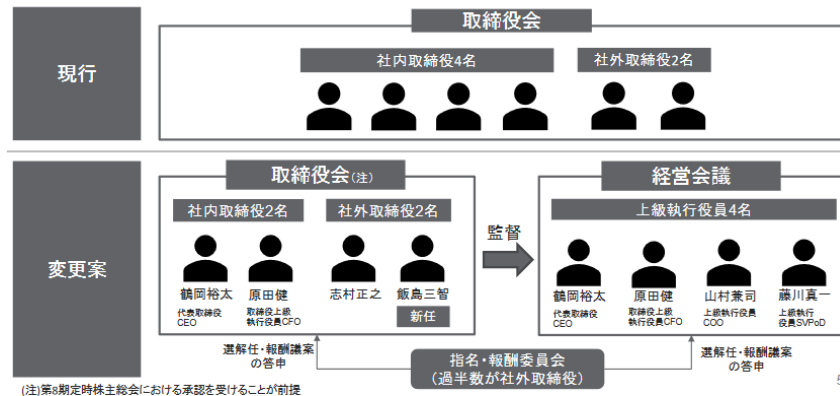 取締役会
現行
社内取締役4名
社外取締役2名
取締役会(注)
経営会議
社内取締役2名
社外取締役2名
上級執行役員4名
監督
変更案
鶴岡裕太
原田健
志村正之
飯島三智
鶴岡裕太
原田健
山村兼司
藤川真一
代表取締役
CEO
取締役上級
執行役員CFO
新任
代表取締役
CEO
取締役上級
執行役員CFO
上級執行役員
COO
上級執行
役員SVPoD
選解任・報酬議案
の答申
指名・報酬委員会
(過半数が社外取締役)
選解任・報酬議案
の答申
(注)第8期定時株主総会における承認を受けることが前提
5